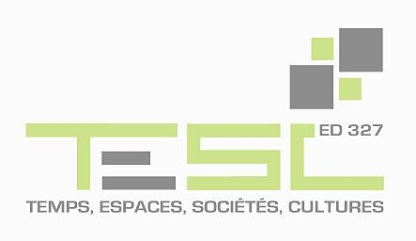 ED 327
TESC
TEMPS, ESPACES, SOCIÉTÉS, CULTURES